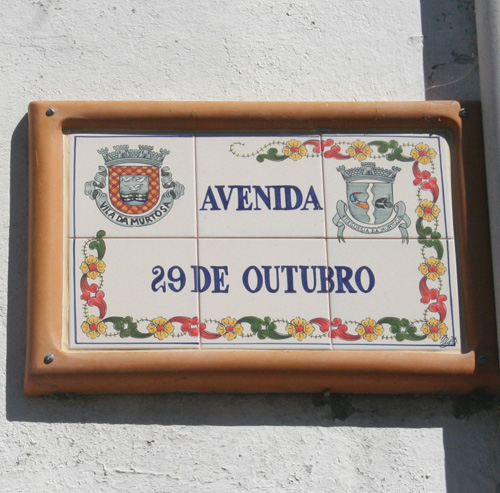 AVENIDA
29 DE OUTUBRO
VILA DA MURTOSA